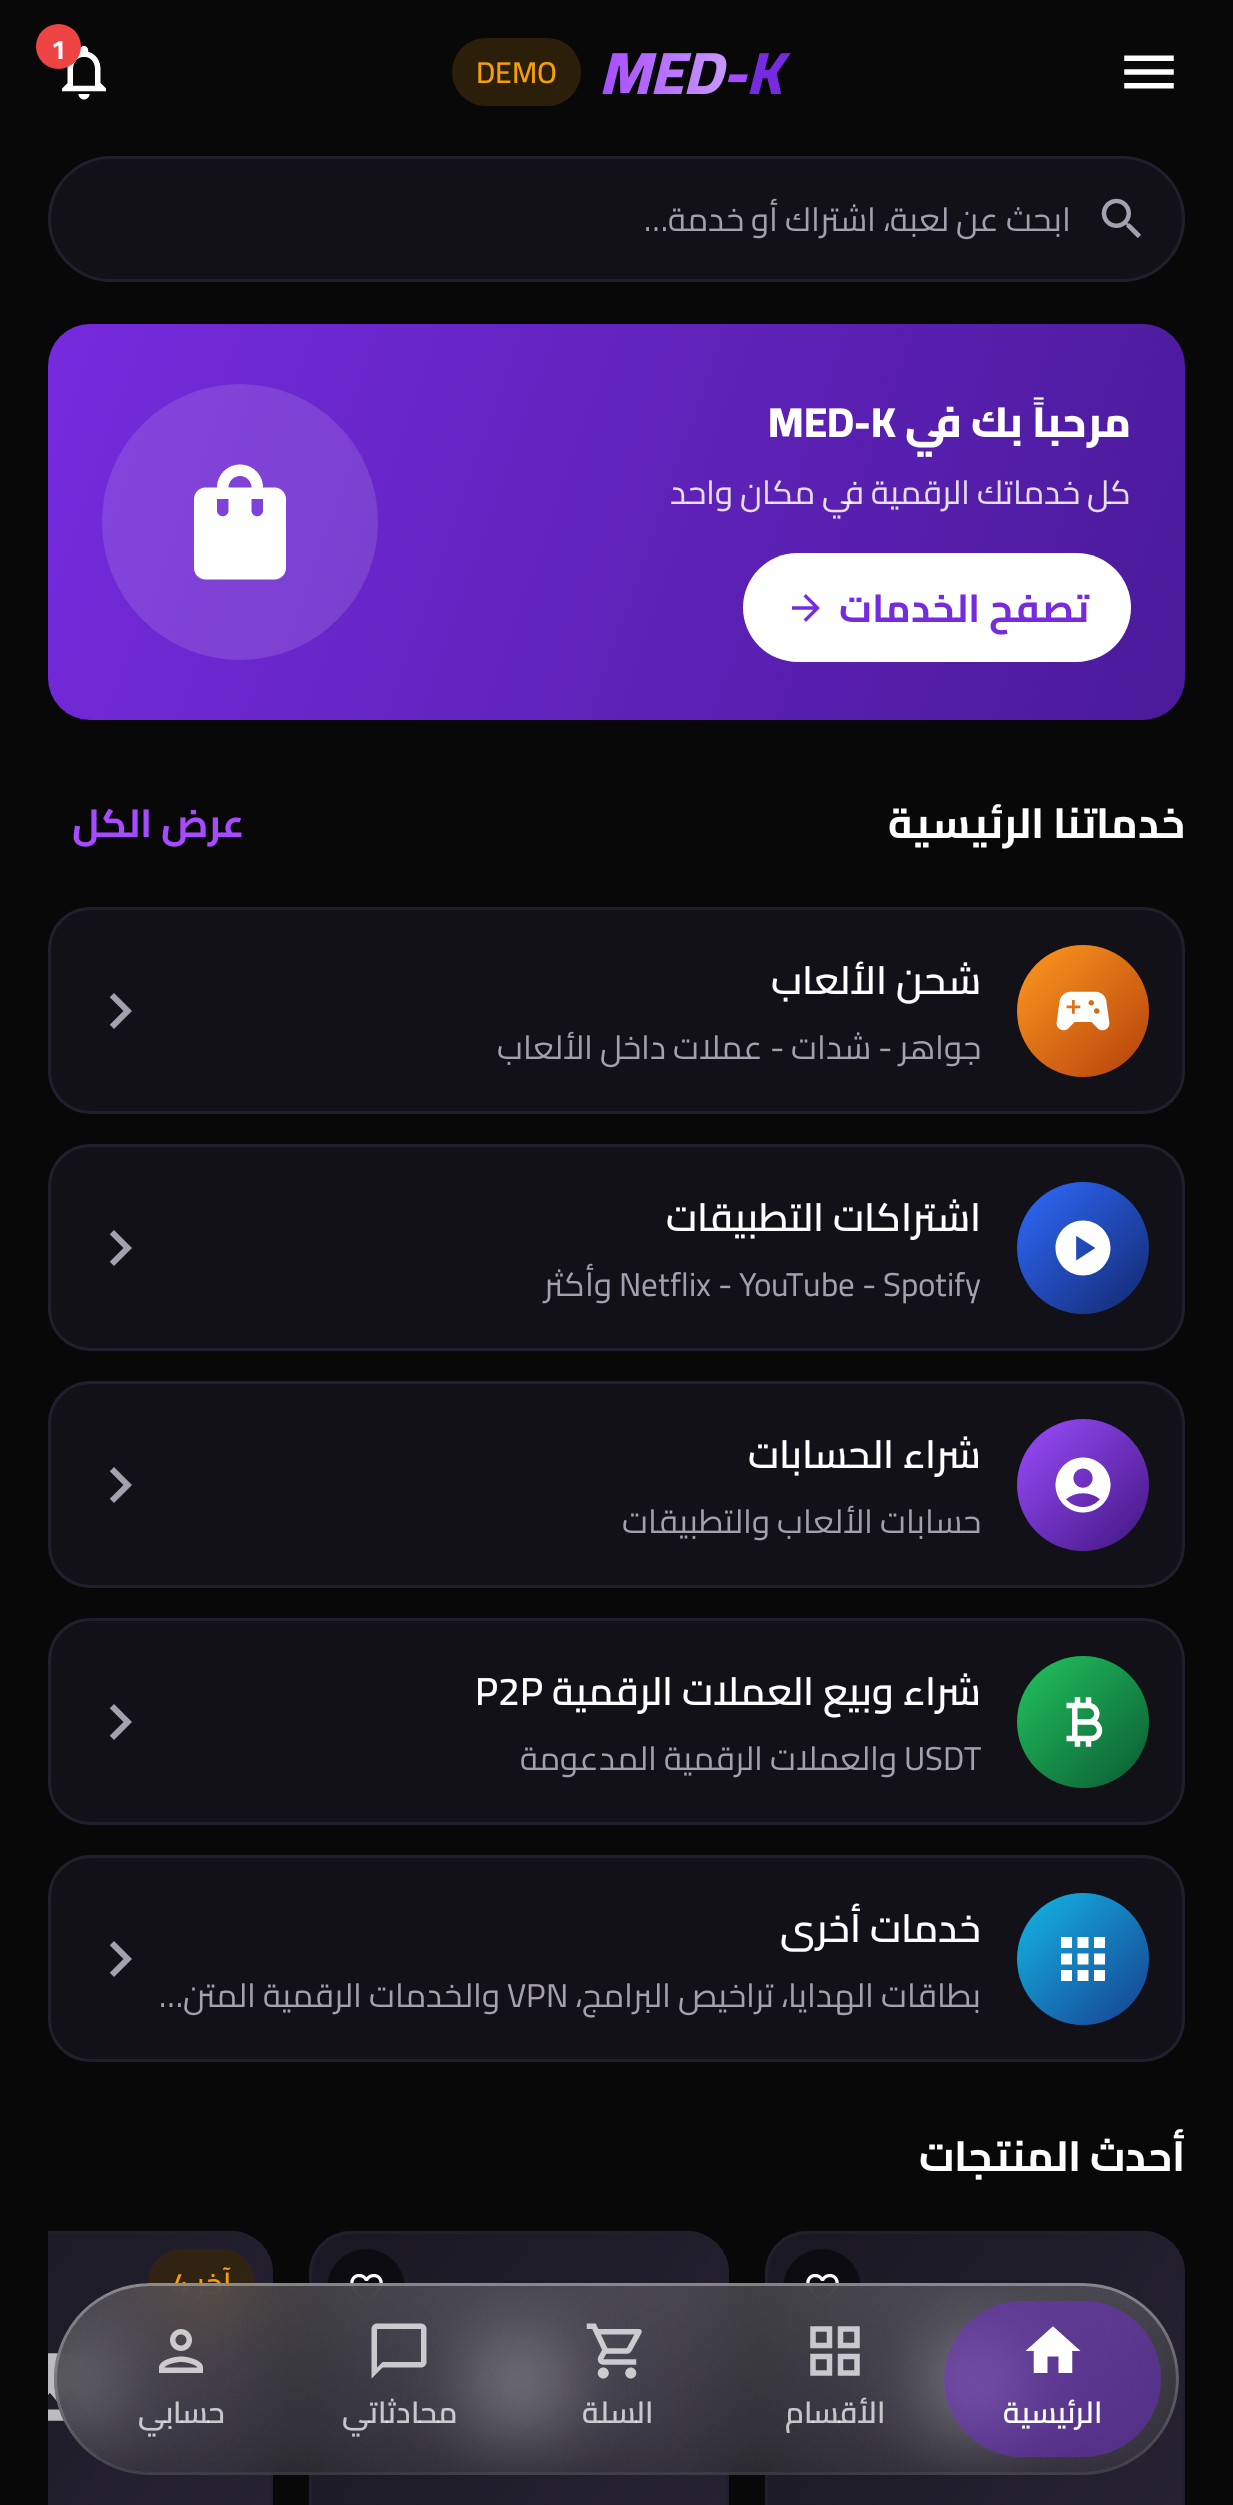 MED-K
DEMO
1
ابحث عن لعبة، اشتراك أو خدمة...
مرحباً بك في MED-K
كل خدماتك الرقمية في مكان واحد
تصفح الخدمات
خدماتنا الرئيسية
عرض الكل
شحن الألعاب
جواهر - شدات - عملات داخل الألعاب
اشتراكات التطبيقات
Netflix - YouTube - Spotify وأكثر
شراء الحسابات
حسابات الألعاب والتطبيقات
شراء وبيع العملات الرقمية P2P
USDT والعملات الرقمية المدعومة
خدمات أخرى
بطاقات الهدايا، تراخيص البرامج، VPN والخدمات الرقمية المتن...
أحدث المنتجات
الرئيسية
الأقسام
السلة
محادثاتي
حسابي